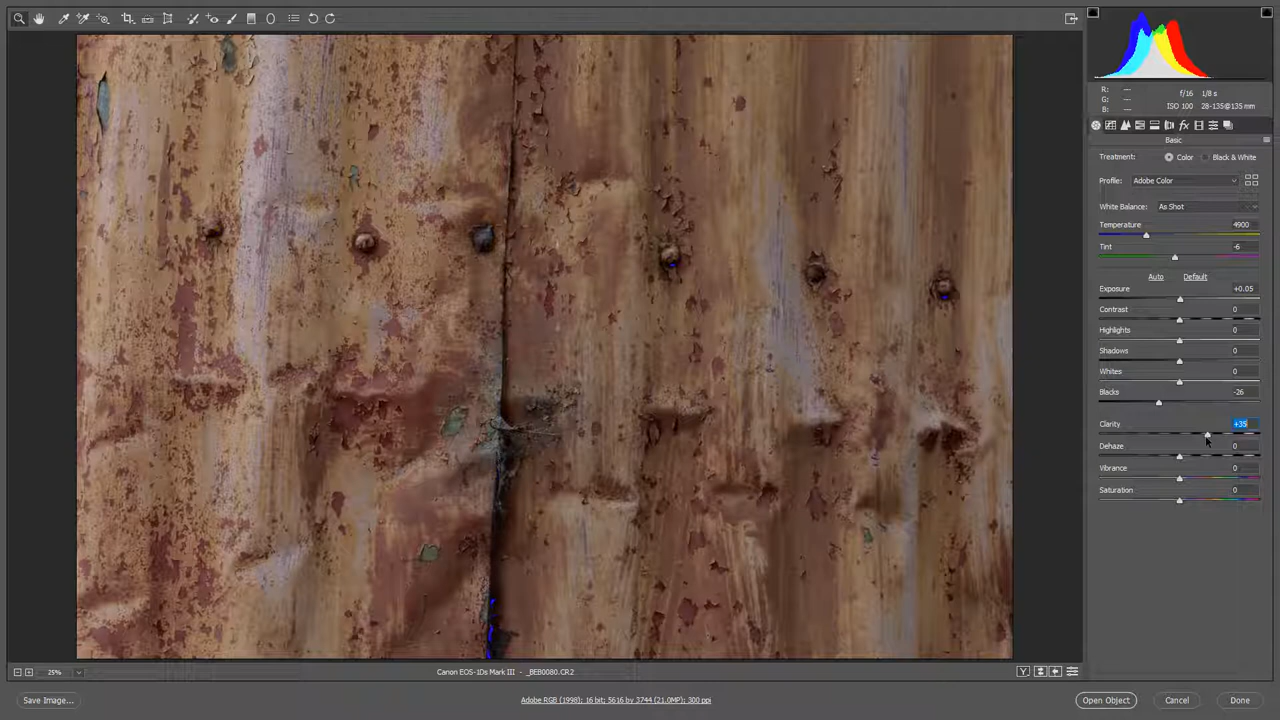 R: ---
G: ---
B: ---
f/16 1/8 s
ISO 100 28-135@135 mm
Basic
Treatment: Color Black & White
Profile: Adobe Color
White Balance: As Shot
Temperature 4900
Tint -6
Auto Default
Exposure +0.05
Contrast 0
Highlights 0
Shadows 0
Whites 0
Blacks -26
Clarity +35
Dehaze 0
Vibrance 0
Saturation 0
25% Canon EOS-1Ds Mark III - _BEB0080.CR2 Y
Save Image... Adobe RGB (1998); 16 bit; 5616 by 3744 (21.0MP); 300 ppi Open Object Cancel Done